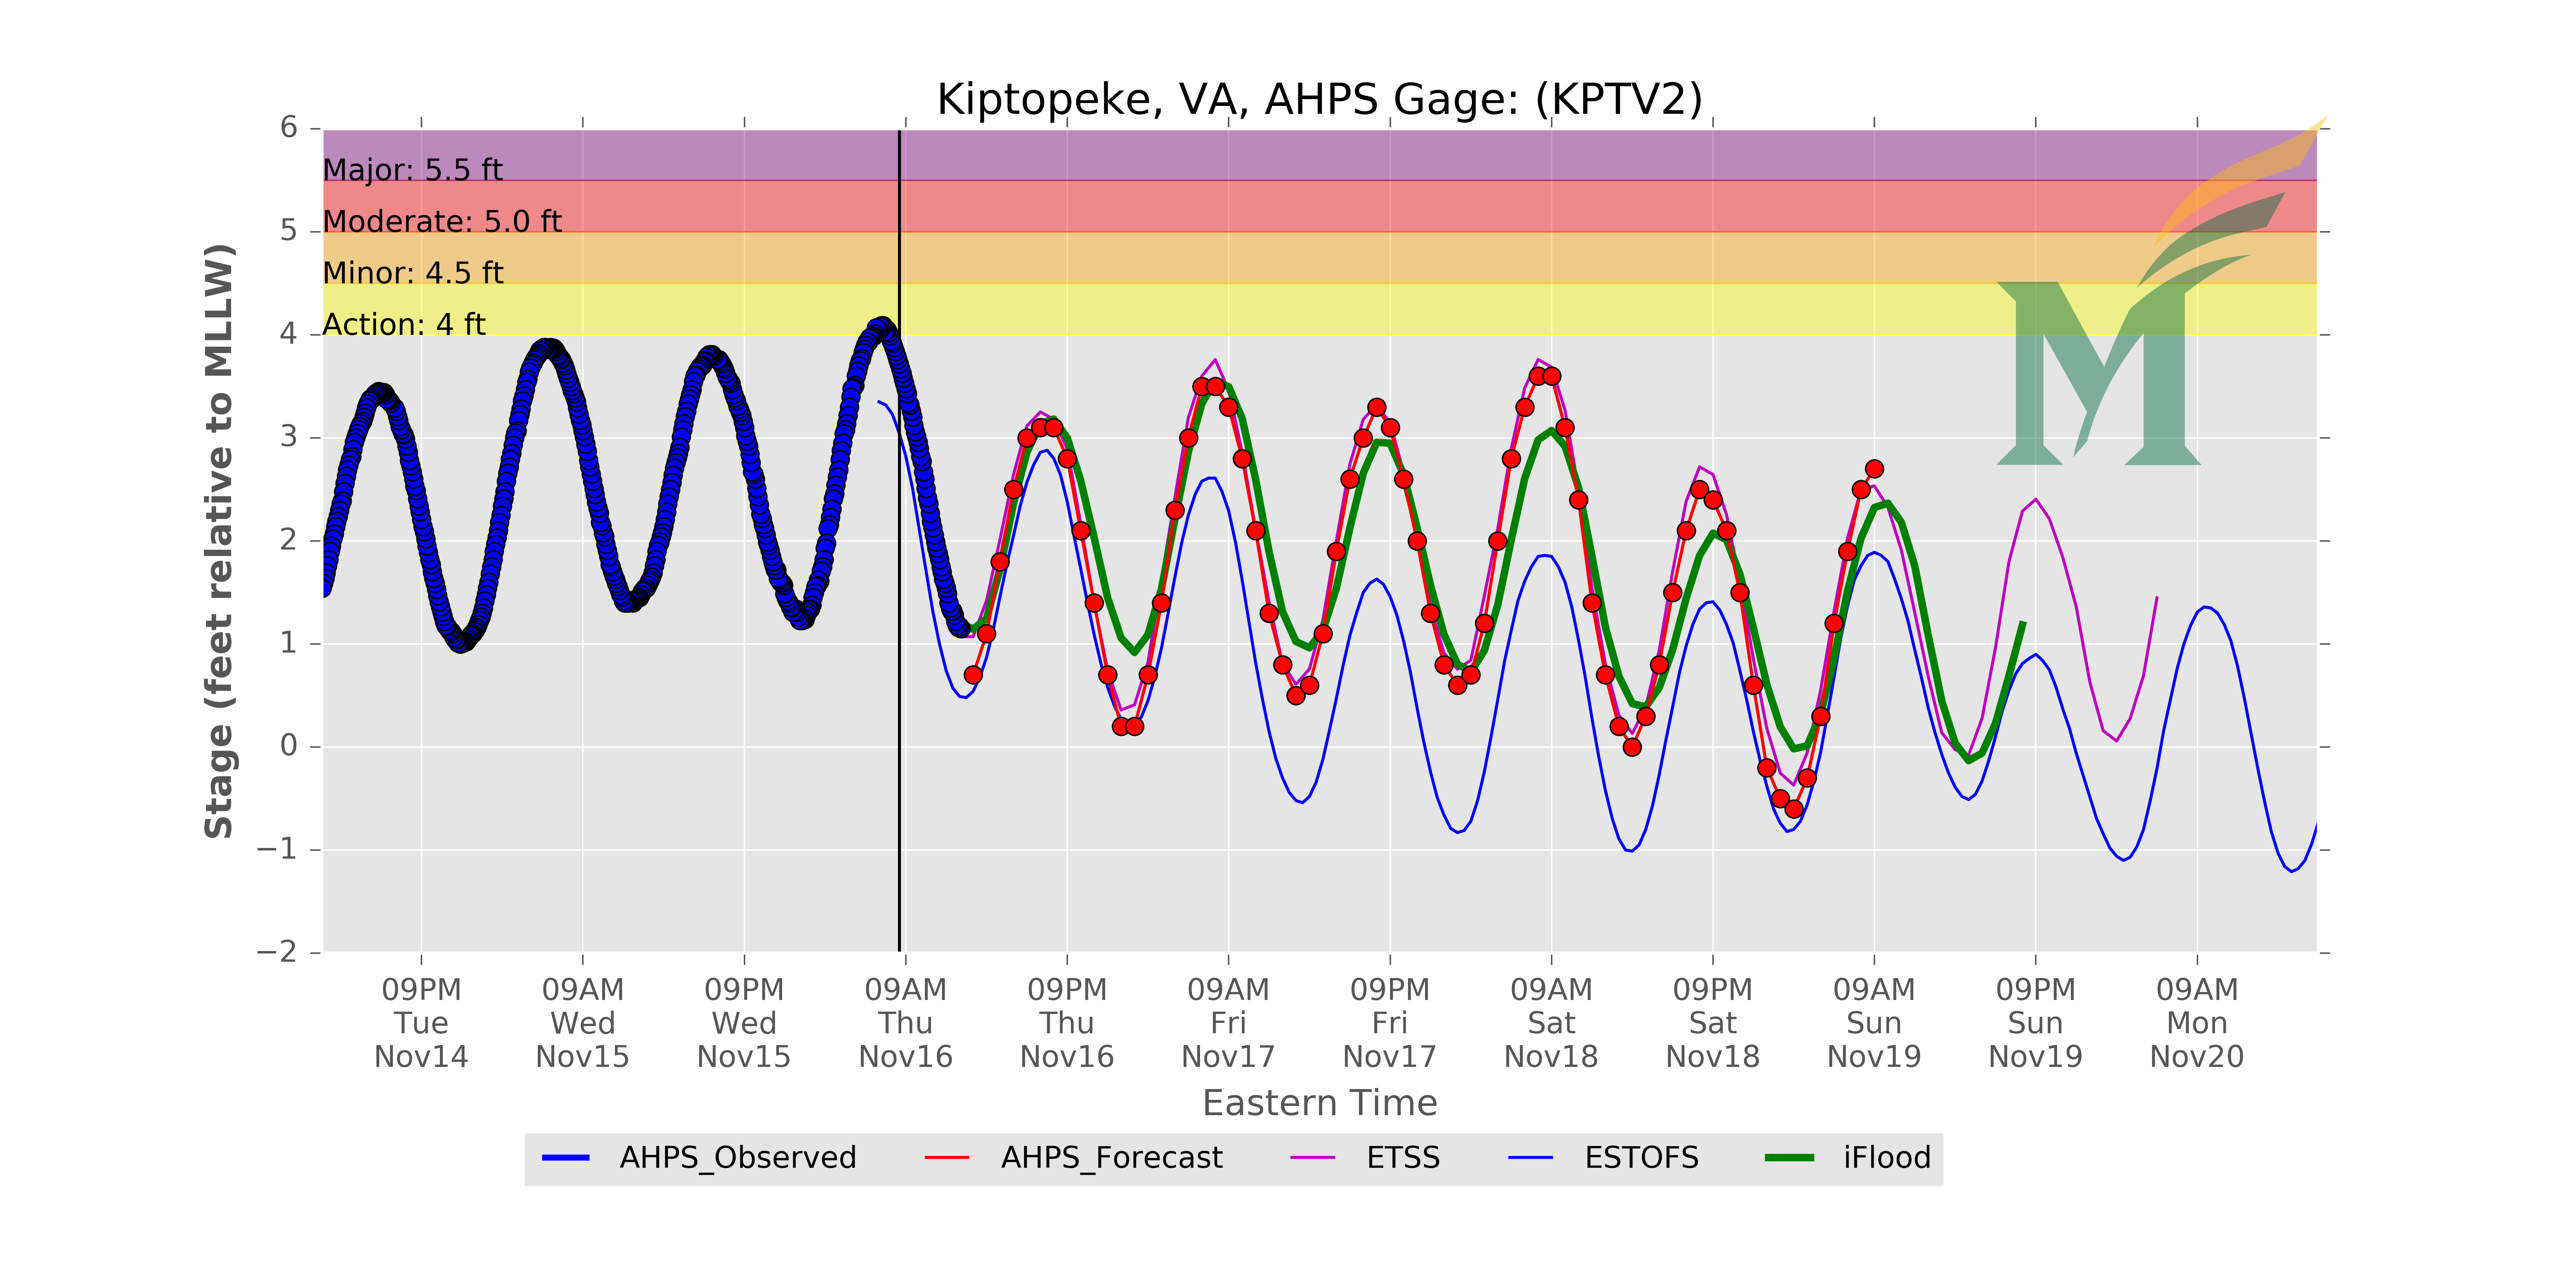 Kiptopeke, VA, AHPS Gage: (KPTV2)
6
5
4
3
2
1
0
−1
−2
Stage (feet relative to MLLW)
Major: 5.5 ft
Moderate: 5.0 ft
Minor: 4.5 ft
Action: 4 ft
M
09PM 09AM 09PM 09AM 09PM 09AM 09PM 09AM 09PM 09AM 09PM 09AM
Tue Wed Wed Thu Thu Fri Fri Sat Sat Sun Sun Mon
Nov14 Nov15 Nov15 Nov16 Nov16 Nov17 Nov17 Nov18 Nov18 Nov19 Nov19 Nov20
Eastern Time
AHPS_Observed AHPS_Forecast ETSS ESTOFS iFlood